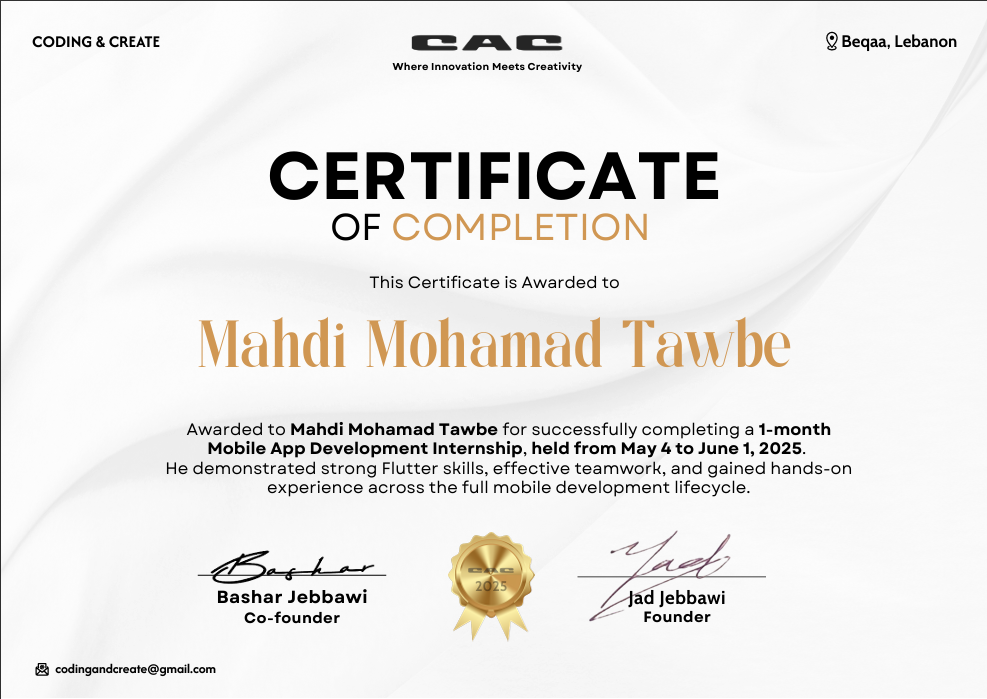 CODING & CREATE
CAC
Where Innovation Meets Creativity
Beqaa, Lebanon
CERTIFICATE
OF COMPLETION
This Certificate is Awarded to
Mahdi Mohamad Tawbe
Awarded to Mahdi Mohamad Tawbe for successfully completing a 1-month
Mobile App Development Internship, held from May 4 to June 1, 2025.
He demonstrated strong Flutter skills, effective teamwork, and gained hands-on
experience across the full mobile development lifecycle.
Bashar
Bashar Jebbawi
Co-founder
CAC
2025
Jad
Jad Jebbawi
Founder
codingandcreate@gmail.com